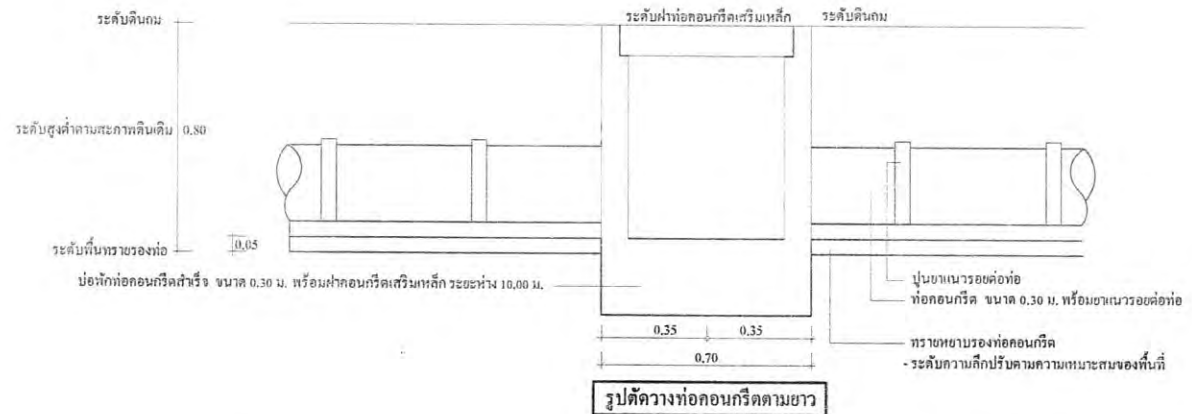 ระดับดินถม
ระดับฝาท่อคอนกรีตเสริมเหล็ก
ระดับดินถม
ระดับสูงต่ำตามสะภาพดินเดิม
0.80
ระดับพื้นทรายรองท่อ
0.05
บ่อพักท่อคอนกรีตสำเร็จ ขนาด 0.30 ม. พร้อมฝาคอนกรีตเสริมเหล็ก ระยะห่าง 10.00 ม.
ปูนยาแนวรอยต่อท่อ
ท่อคอนกรีต ขนาด 0.30 ม. พร้อมยาแนวรอยต่อท่อ
0.35
0.35
0.70
ทรายหยาบรองท่อคอนกรีต
- ระดับความลึกปรับตามความเหมาะสมของพื้นที่
รูปตัดวางท่อคอนกรีตตามยาว